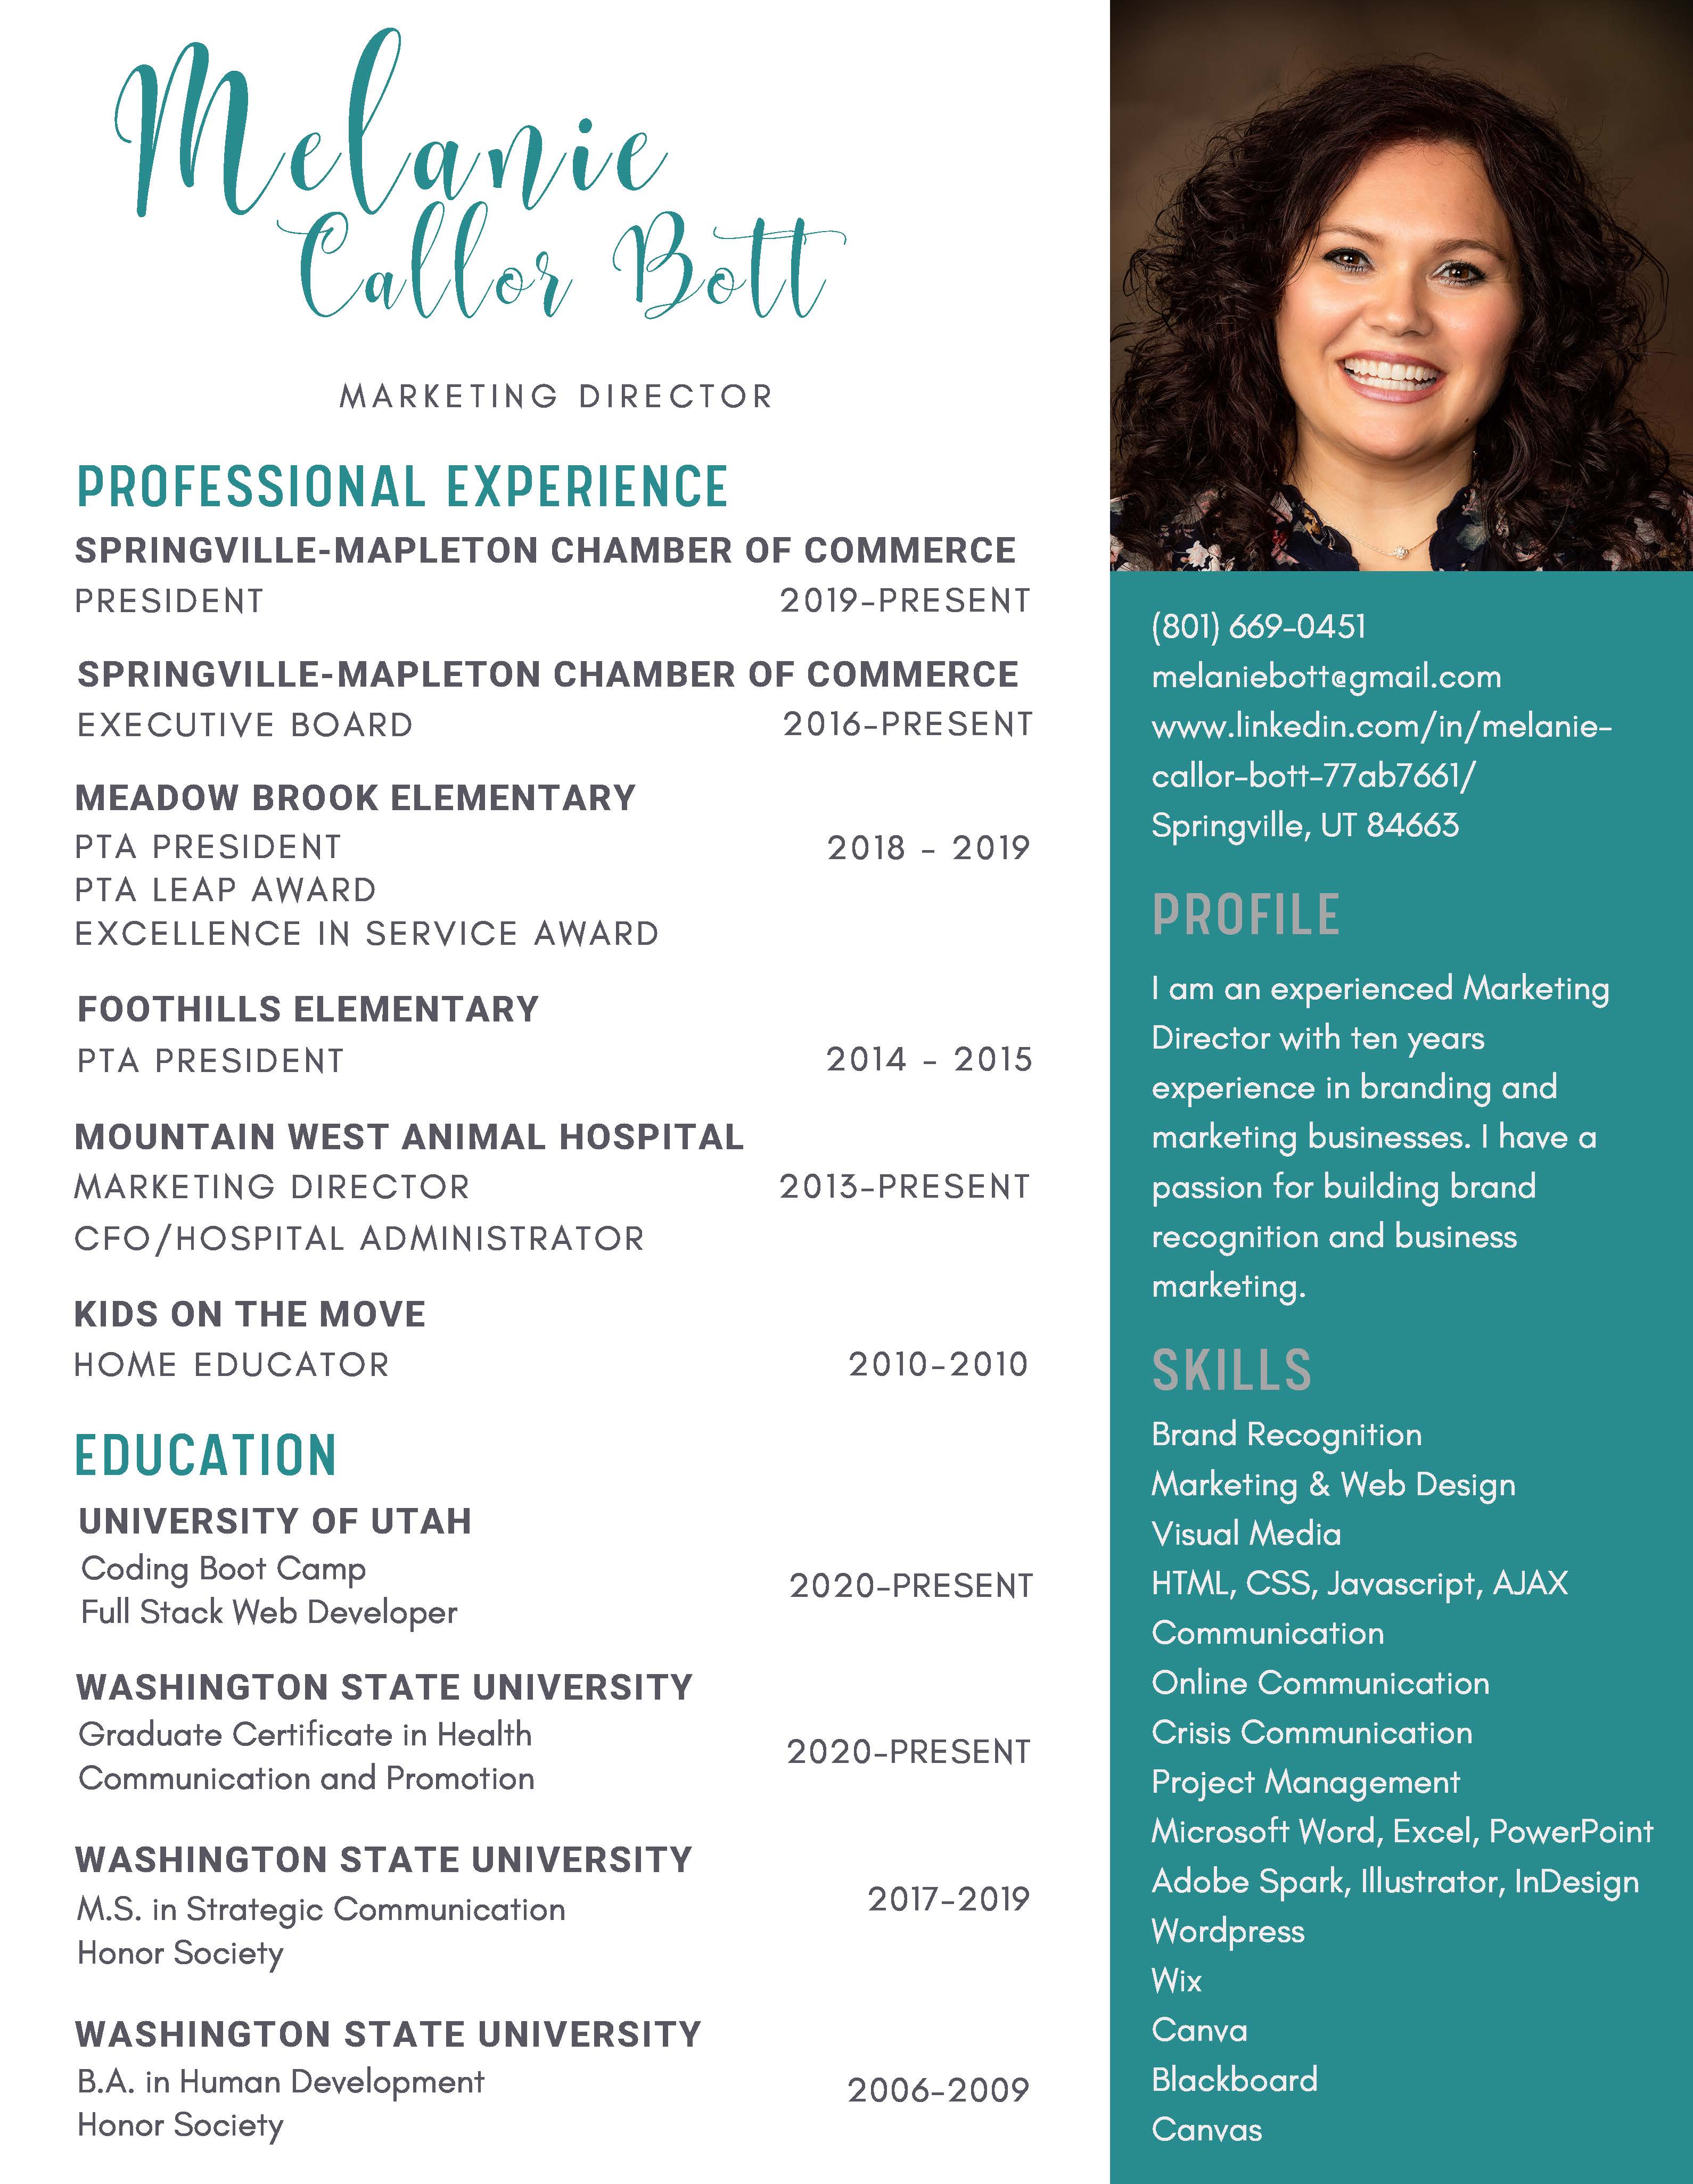 Melanie
Callor Bott
MARKETING DIRECTOR
PROFESSIONAL EXPERIENCE
SPRINGVILLE-MAPLETON CHAMBER OF COMMERCE
PRESIDENT 2019-PRESENT
SPRINGVILLE-MAPLETON CHAMBER OF COMMERCE
EXECUTIVE BOARD 2016-PRESENT
MEADOW BROOK ELEMENTARY
PTA PRESIDENT 2018 - 2019
PTA LEAP AWARD
EXCELLENCE IN SERVICE AWARD
FOOTHILLS ELEMENTARY
PTA PRESIDENT 2014 - 2015
MOUNTAIN WEST ANIMAL HOSPITAL
MARKETING DIRECTOR 2013-PRESENT
CFO/HOSPITAL ADMINISTRATOR
KIDS ON THE MOVE
HOME EDUCATOR 2010-2010
EDUCATION
UNIVERSITY OF UTAH
Coding Boot Camp
2020-PRESENT
Full Stack Web Developer
WASHINGTON STATE UNIVERSITY
Graduate Certificate in Health
2020-PRESENT
Communication and Promotion
WASHINGTON STATE UNIVERSITY
M.S. in Strategic Communication 2017-2019
Honor Society
WASHINGTON STATE UNIVERSITY
B.A. in Human Development 2006-2009
Honor Society
(801) 669-0451
melaniebott@gmail.com
www.linkedin.com/in/melanie-
callor-bott-77ab7661/
Springville, UT 84663
PROFILE
I am an experienced Marketing
Director with ten years
experience in branding and
marketing businesses. I have a
passion for building brand
recognition and business
marketing.
SKILLS
Brand Recognition
Marketing & Web Design
Visual Media
HTML, CSS, Javascript, AJAX
Communication
Online Communication
Crisis Communication
Project Management
Microsoft Word, Excel, PowerPoint
Adobe Spark, Illustrator, InDesign
Wordpress
Wix
Canva
Blackboard
Canvas